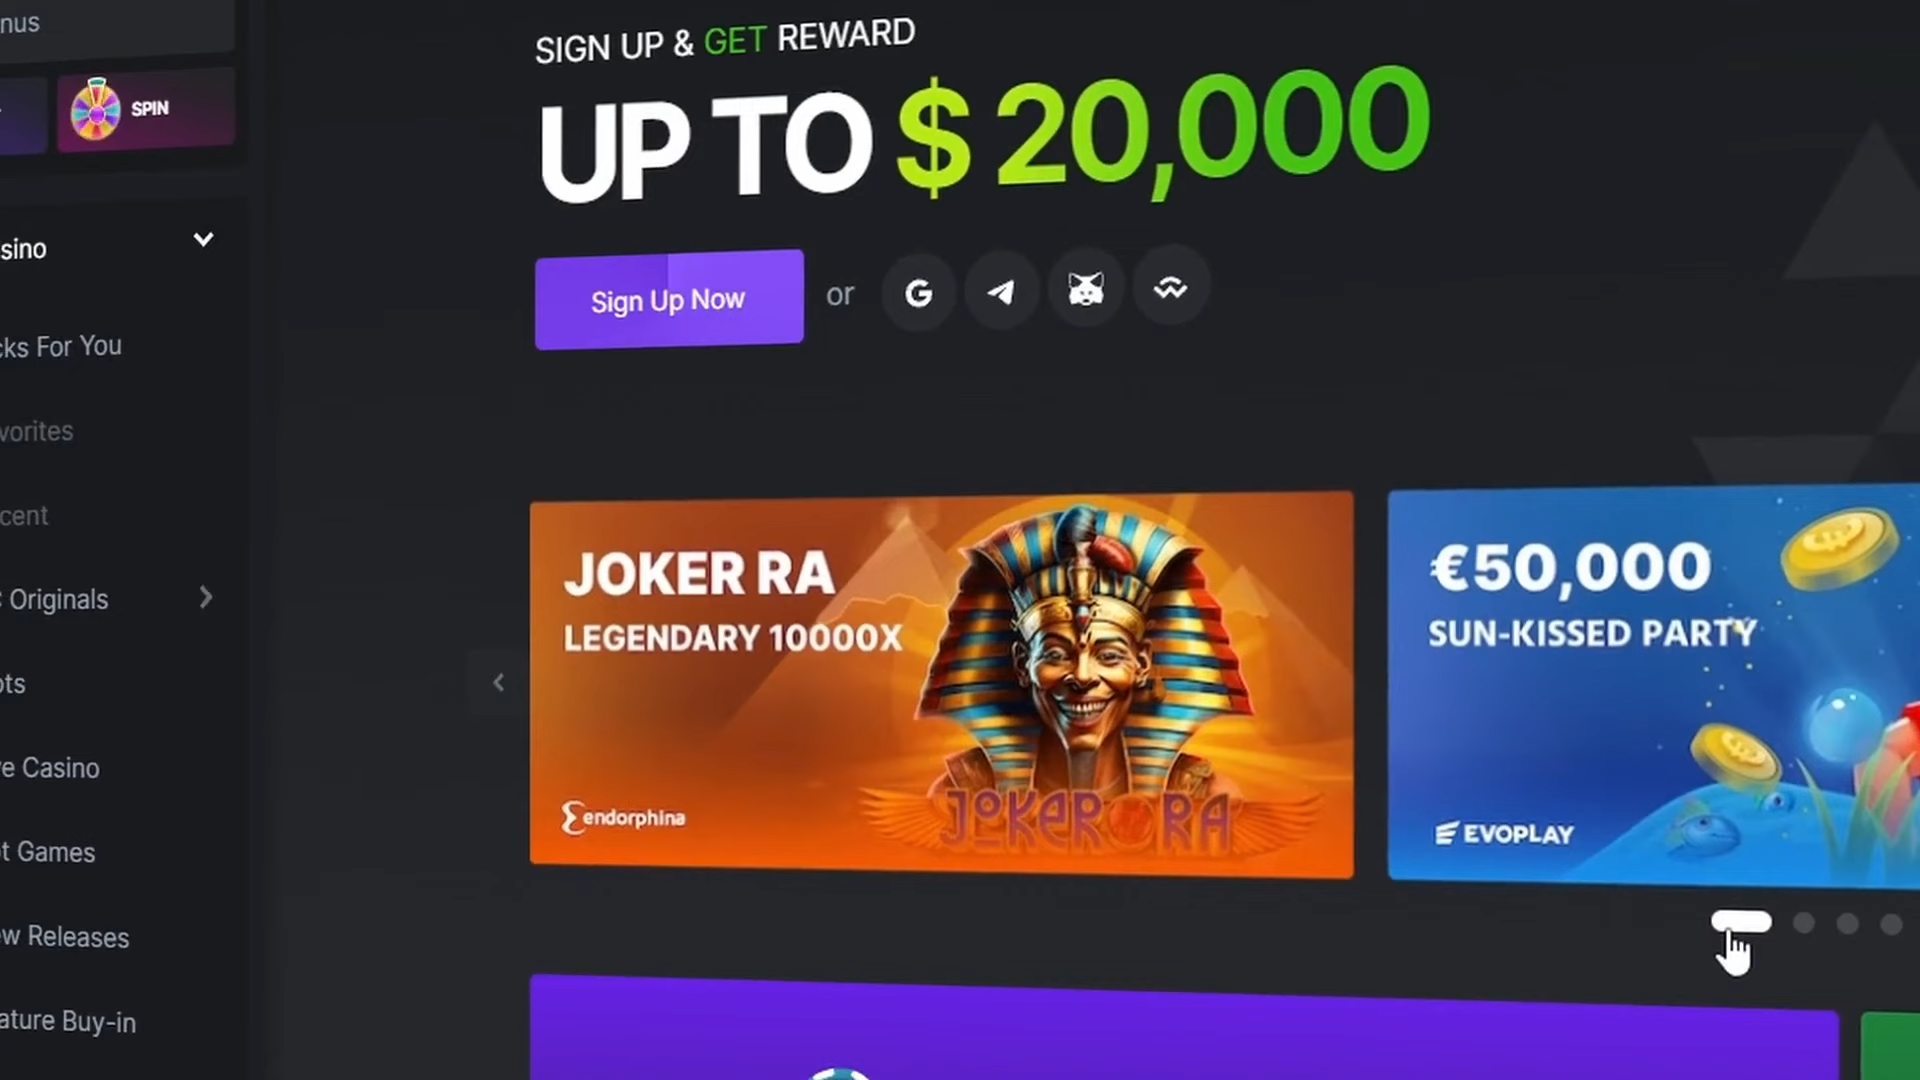 nus
SPIN
sino
cks For You
vorites
cent
Originals
ots
e Casino
t Games
w Releases
ature Buy-in
SIGN UP & GET REWARD
UP TO $ 20,000
Sign Up Now
or
JOKER RA
LEGENDARY 10000X
endorphina
JOKER RA
€50,000
SUN-KISSED PARTY
EVOPLAY